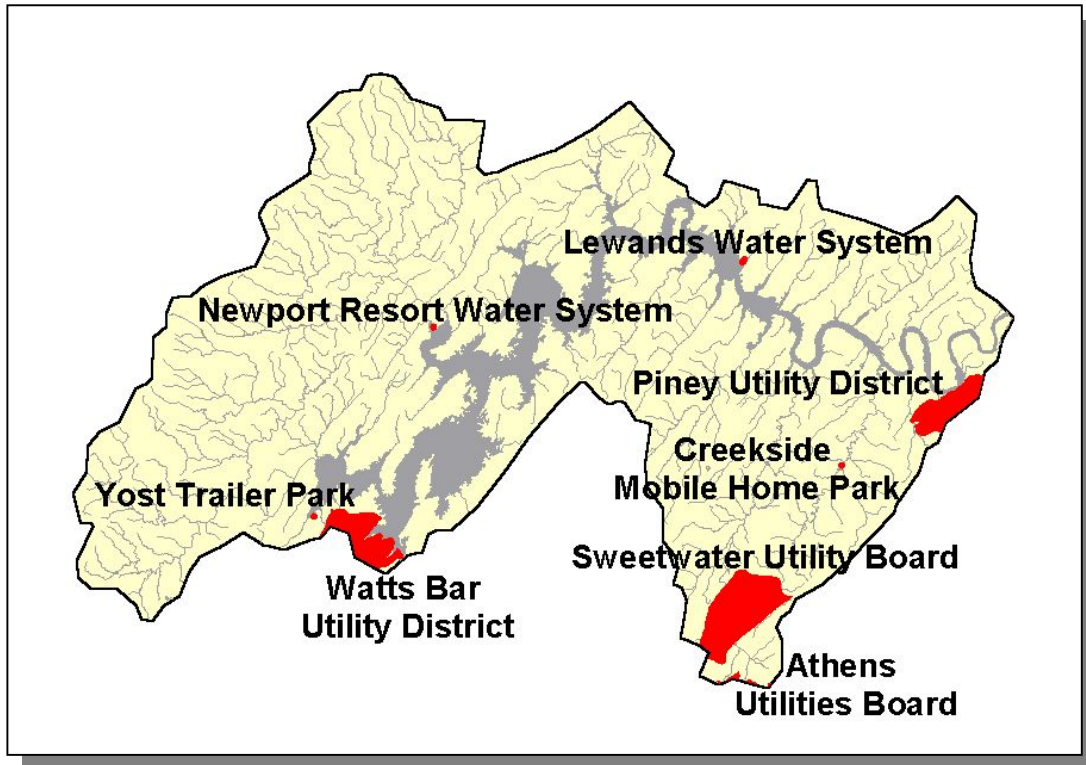 Lewands Water System
Newport Resort Water System
Piney Utility District
Creekside
Mobile Home Park
Yost Trailer Park
Sweetwater Utility Board
Watts Bar
Utility District
Athens
Utilities Board